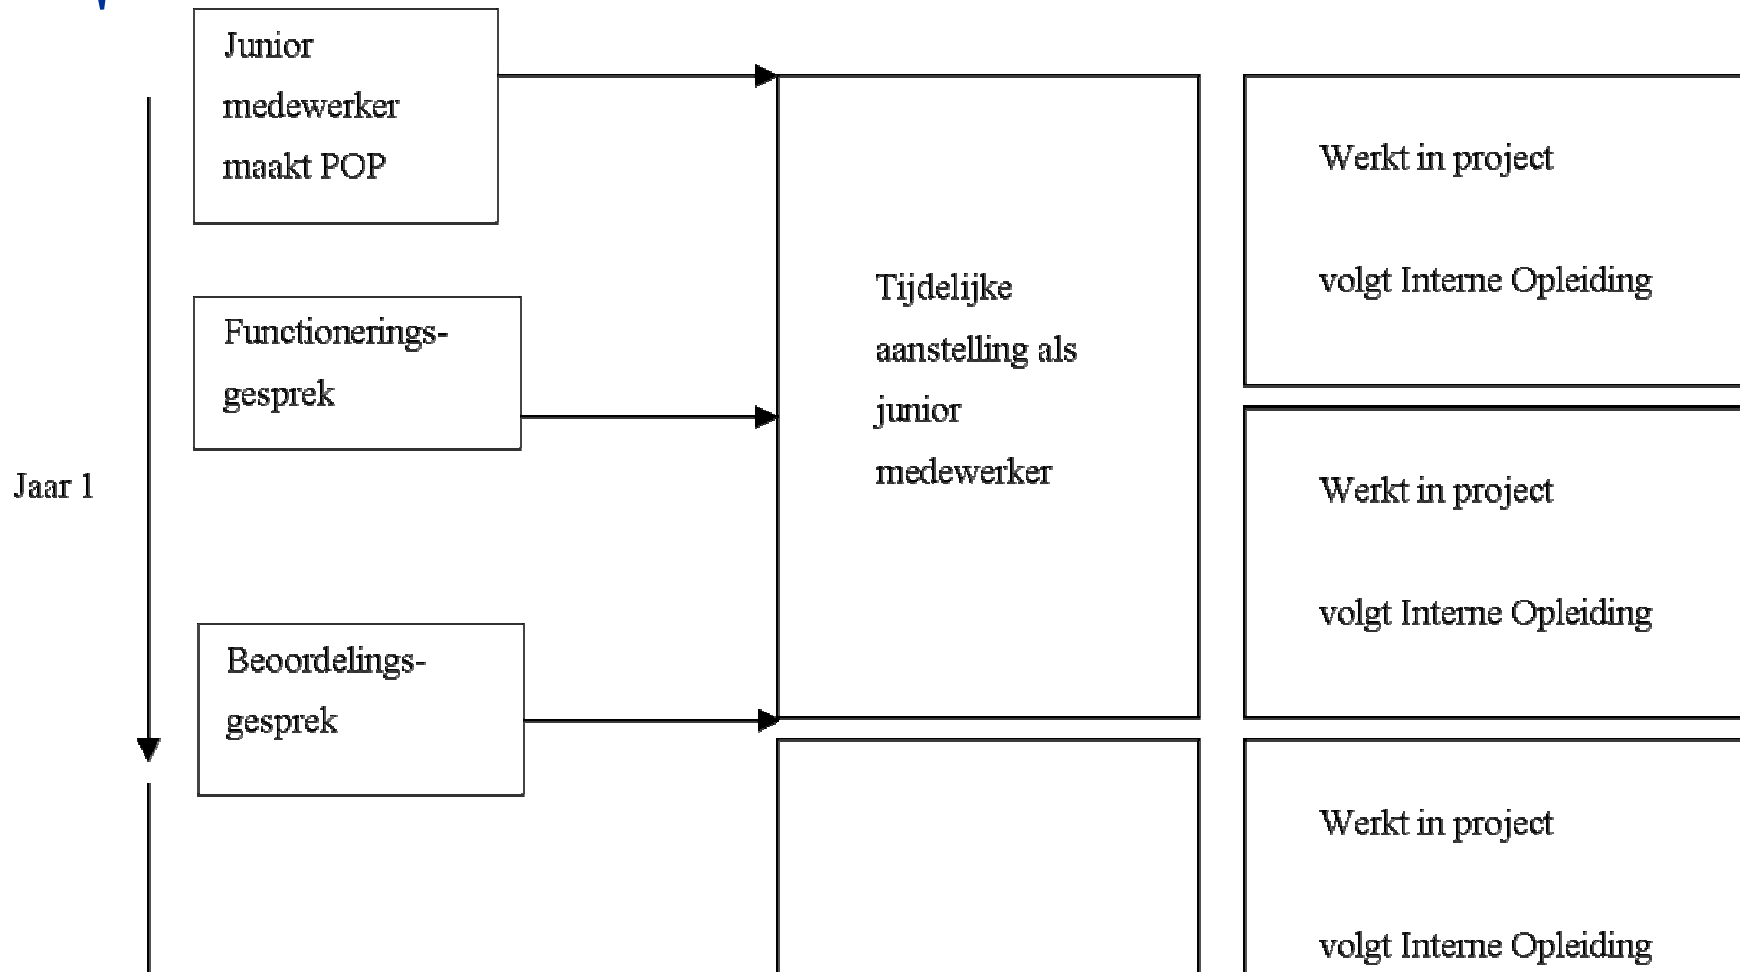 Junior
medewerker
maakt POP
Functionerings-
gesprek
Jaar 1
Beoordelings-
gesprek
Tijdelijke
aanstelling als
junior
medewerker
Werkt in project
volgt Interne Opleiding
Werkt in project
volgt Interne Opleiding
Werkt in project
volgt Interne Opleiding